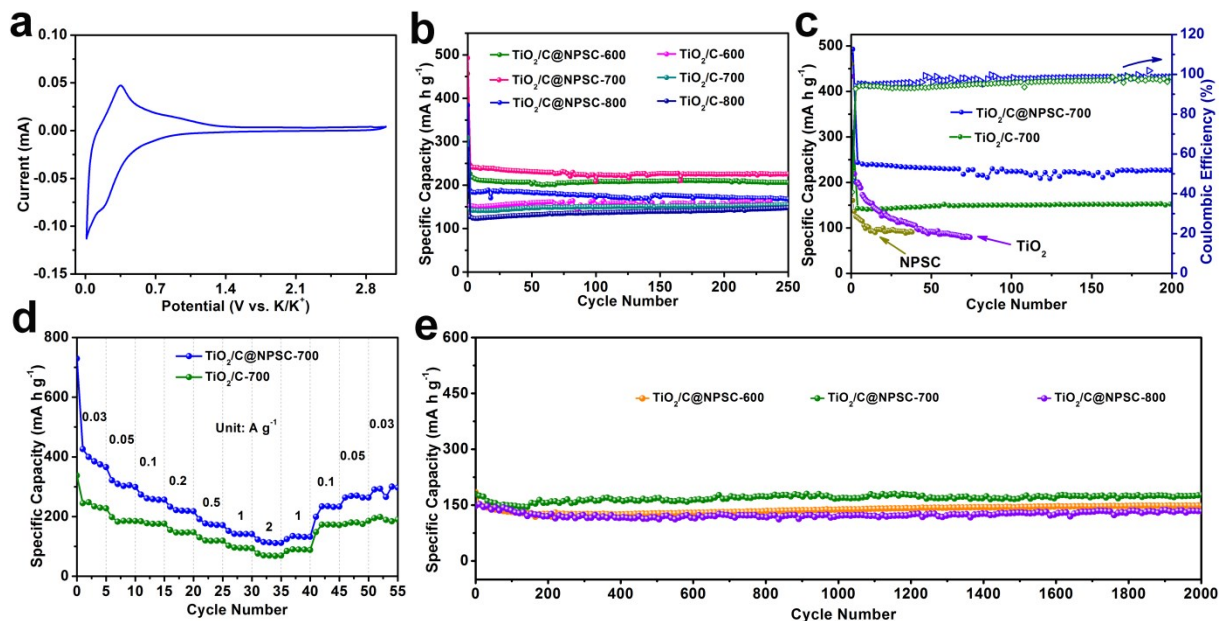 a
0.10
0.05
0.00
-0.05
-0.10
-0.15
Current (mA)
0.0 0.7 1.4 2.1 2.8
Potential (V vs. K/K⁺)
b
500
400
300
200
100
0
Specific Capacity (mA h g⁻¹)
TiO₂/C@NPSC-600 TiO₂/C-600
TiO₂/C@NPSC-700 TiO₂/C-700
TiO₂/C@NPSC-800 TiO₂/C-800
0 50 100 150 200 250
Cycle Number
c
500
400
300
200
100
0
Specific Capacity (mA h g⁻¹)
120
100
80
60
40
20
0
Coulombic Efficiency (%)
TiO₂/C@NPSC-700
TiO₂/C-700
TiO₂
NPSC
0 50 100 150 200
Cycle Number
d
800
600
400
200
0
Specific Capacity (mA h g⁻¹)
TiO₂/C@NPSC-700
TiO₂/C-700
Unit: A g⁻¹
0.03 0.05 0.1 0.2 0.5 1 2 1 0.1 0.05 0.03
0 5 10 15 20 25 30 35 40 45 50 55
Cycle Number
e
600
450
300
150
0
Specific Capacity (mA h g⁻¹)
TiO₂/C@NPSC-600 TiO₂/C@NPSC-700 TiO₂/C@NPSC-800
0 200 400 600 800 1000 1200 1400 1600 1800 2000
Cycle Number